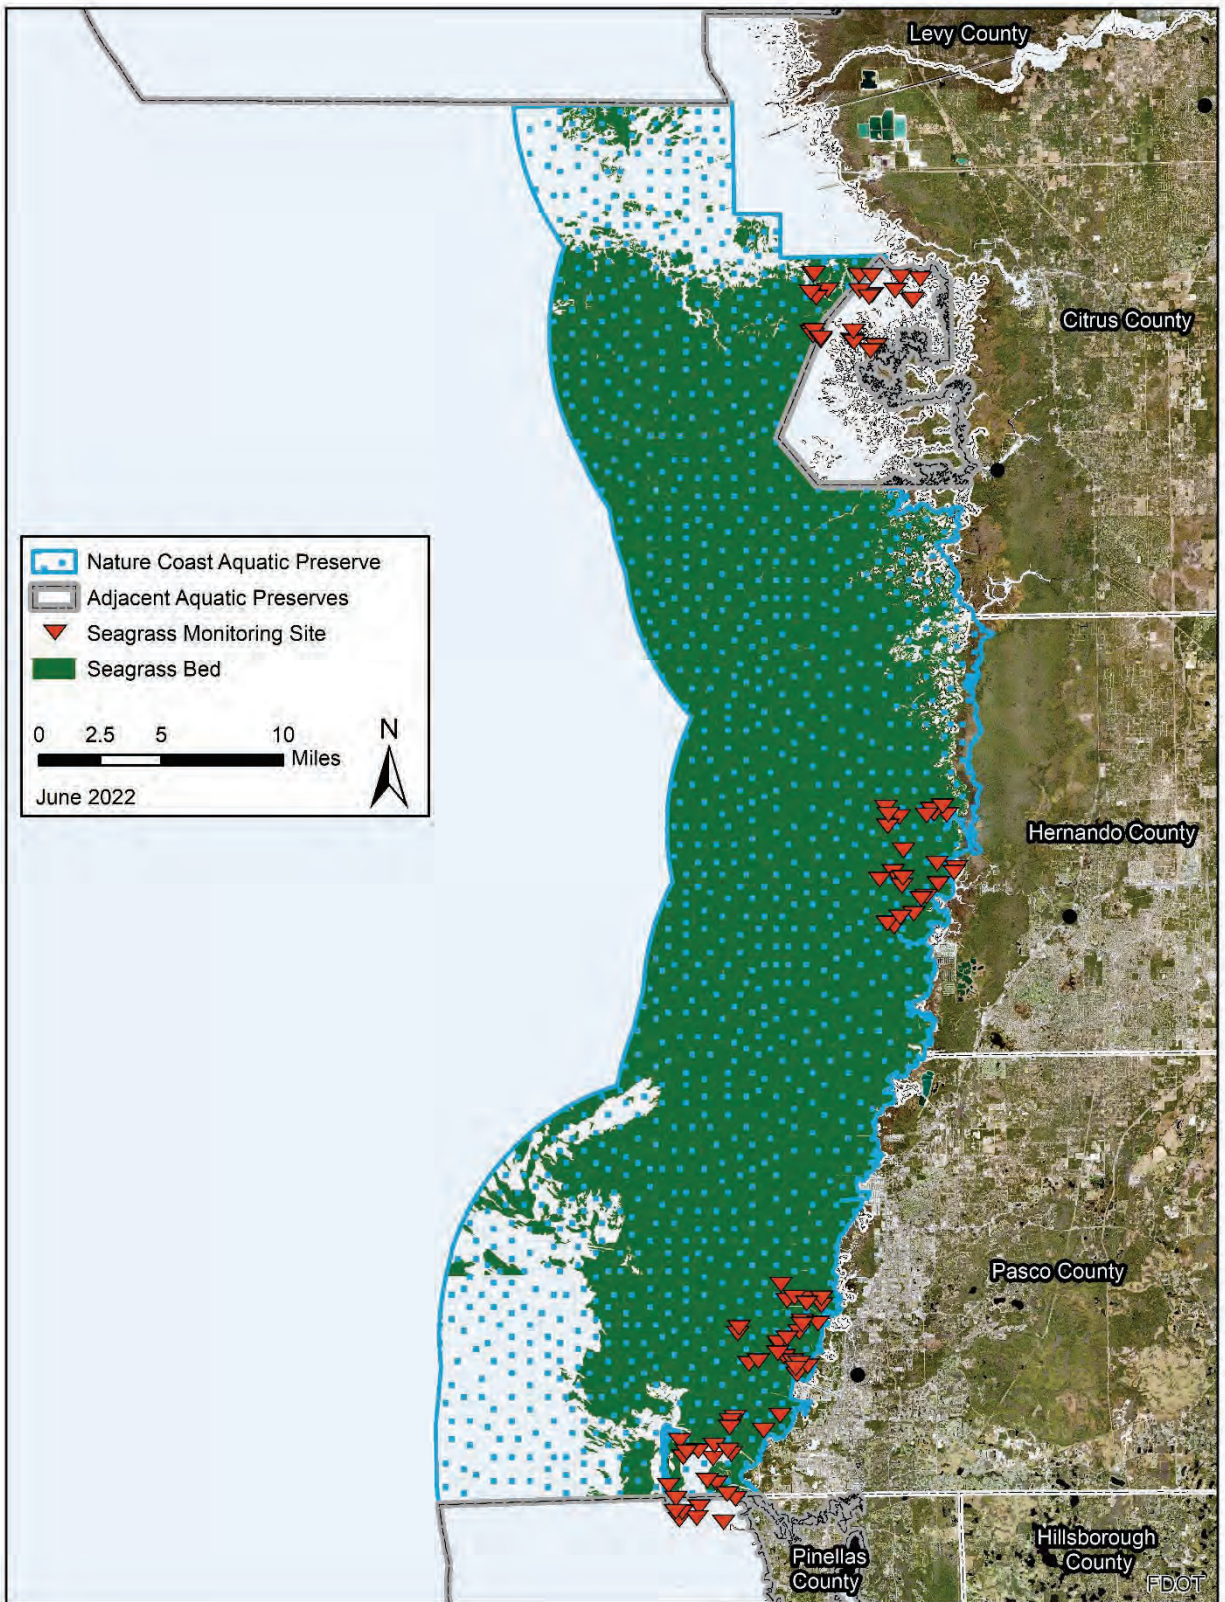 Levy County
Citrus County
Nature Coast Aquatic Preserve
Adjacent Aquatic Preserves
Seagrass Monitoring Site
Seagrass Bed
0 2.5 5 10
Miles
N
June 2022
Hernando County
Pasco County
Pinellas
County
Hillsborough
County
FDOT